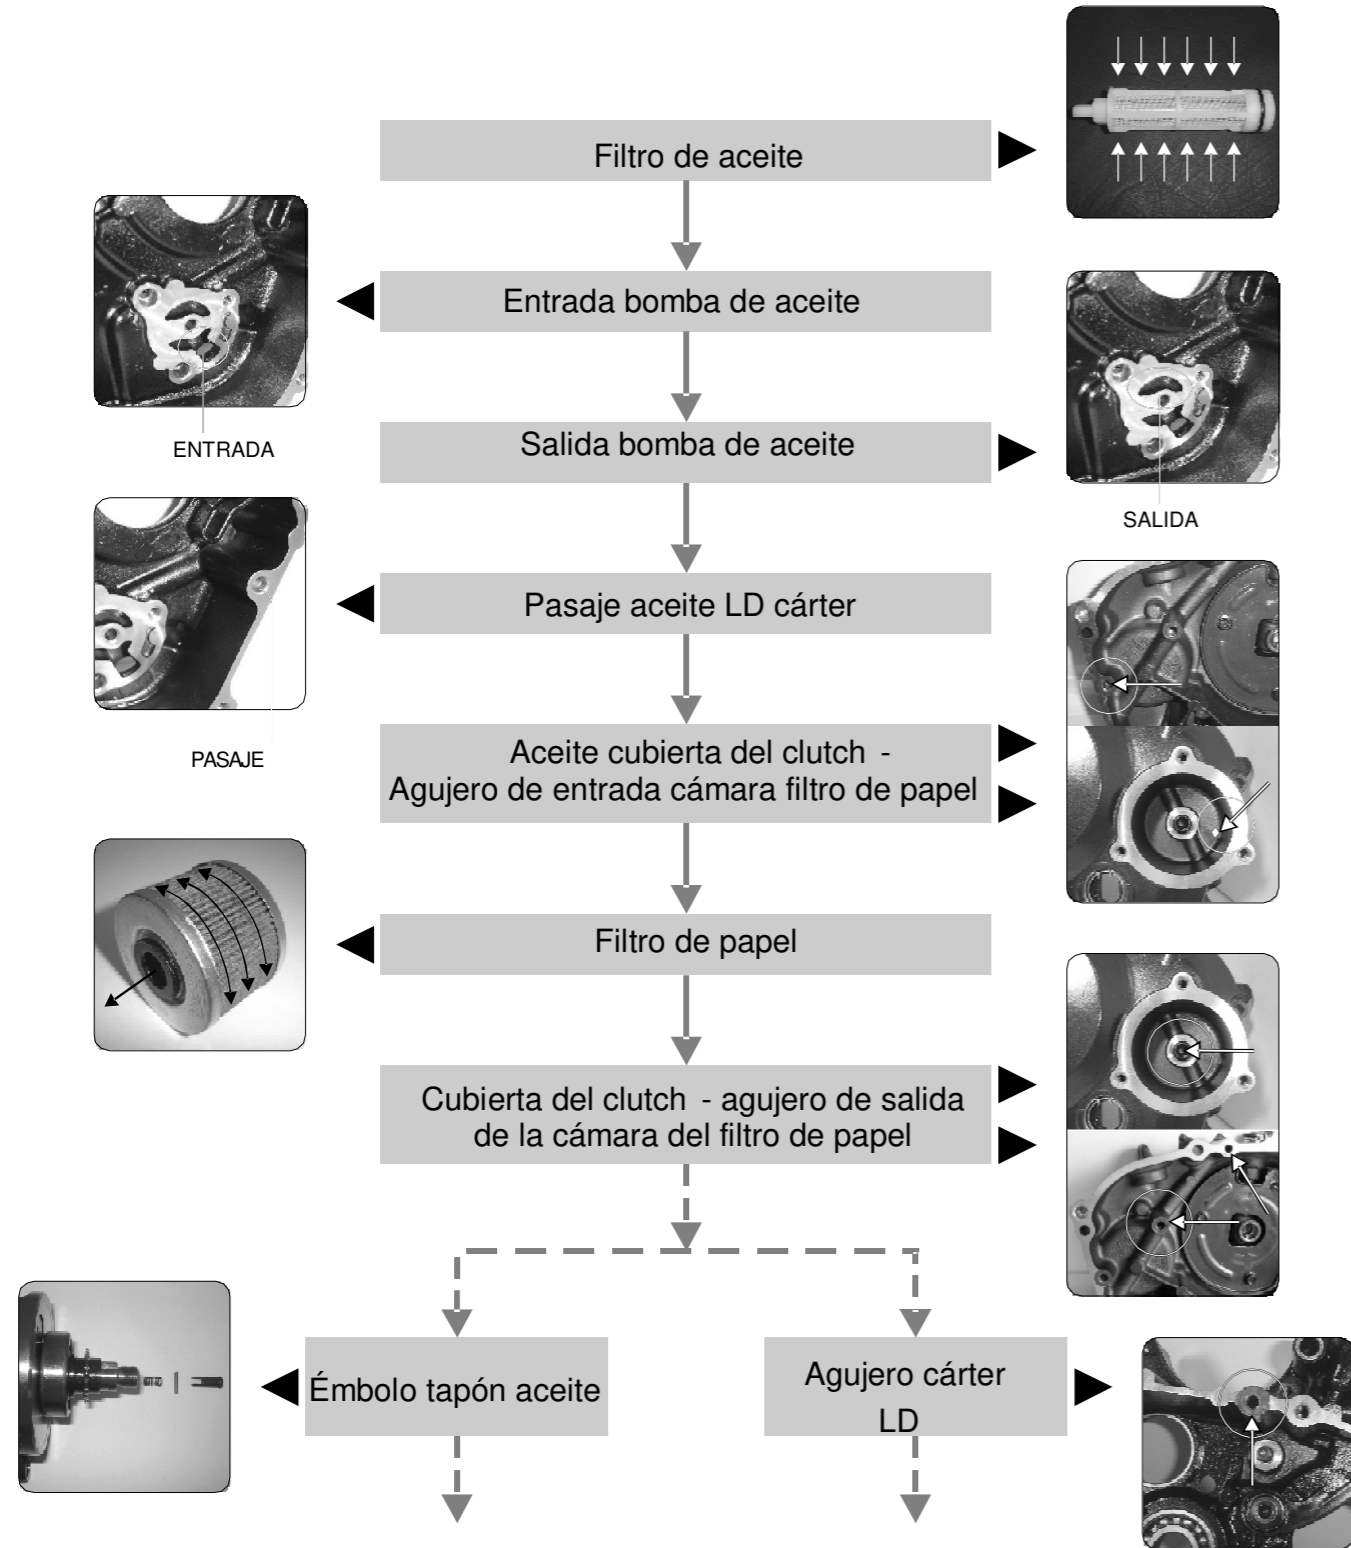 Filtro de aceite
Entrada bomba de aceite
ENTRADA
Salida bomba de aceite
SALIDA
Pasaje aceite LD cárter
PASAJE
Aceite cubierta del clutch -
Agujero de entrada cámara filtro de papel
Filtro de papel
Cubierta del clutch - agujero de salida
de la cámara del filtro de papel
Émbolo tapón aceite
Agujero cárter
LD